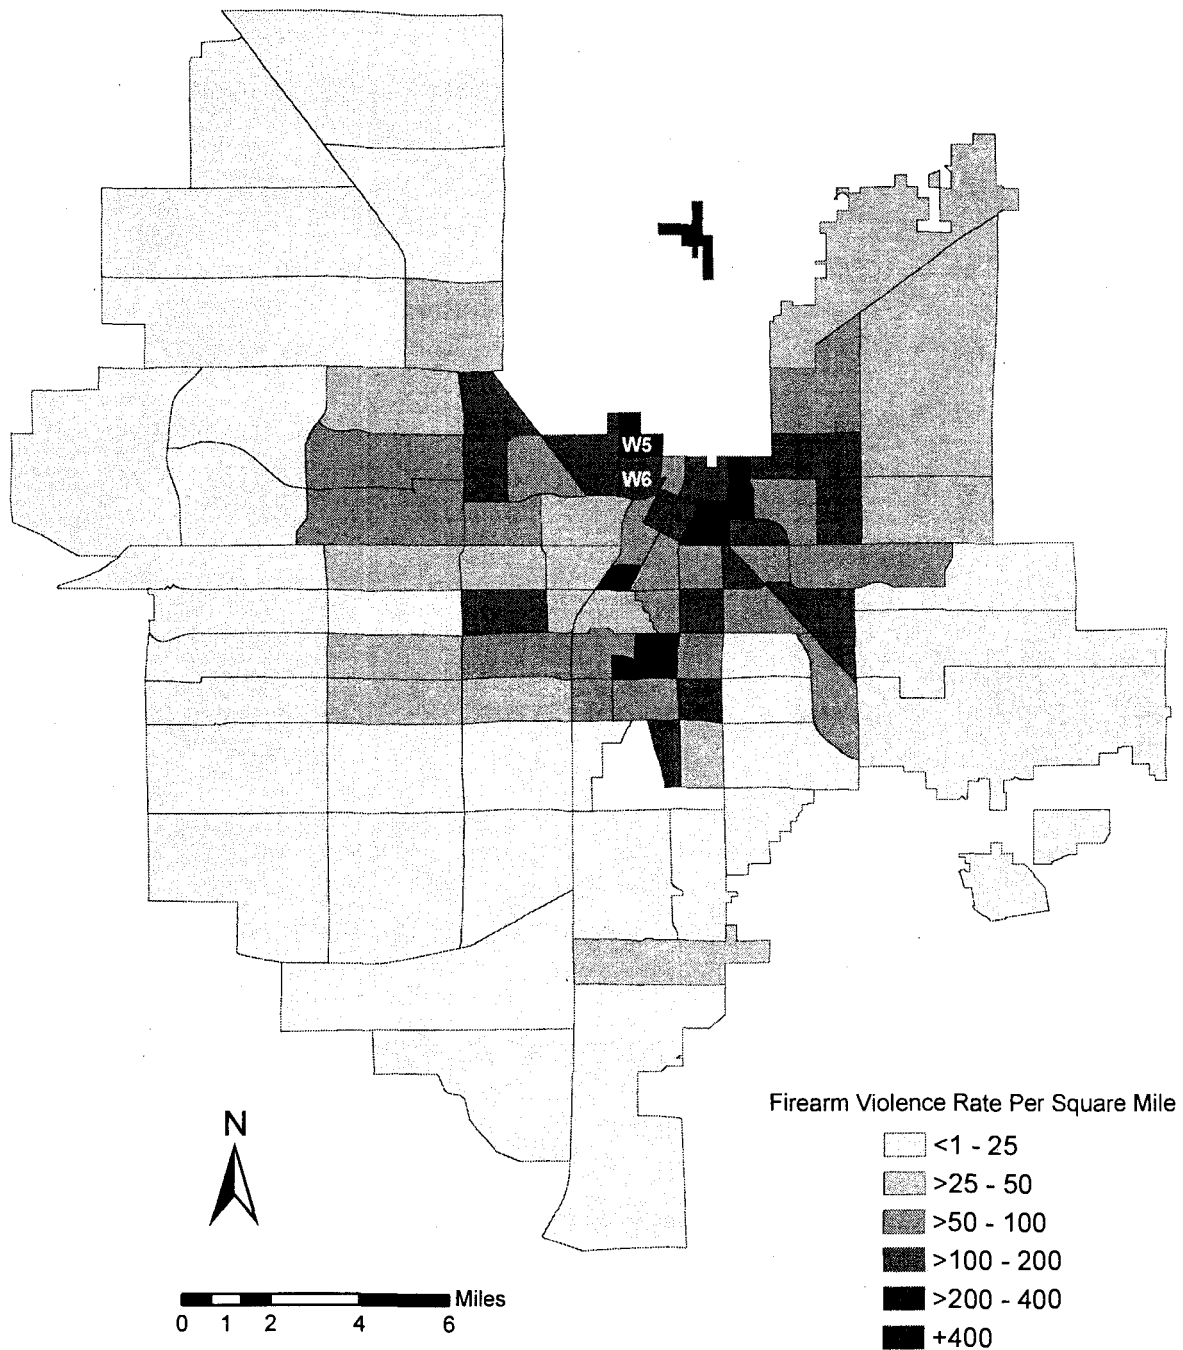 W5
W6
N
Miles
0 1 2 4 6
Firearm Violence Rate Per Square Mile
<1 - 25
>25 - 50
>50 - 100
>100 - 200
>200 - 400
+400